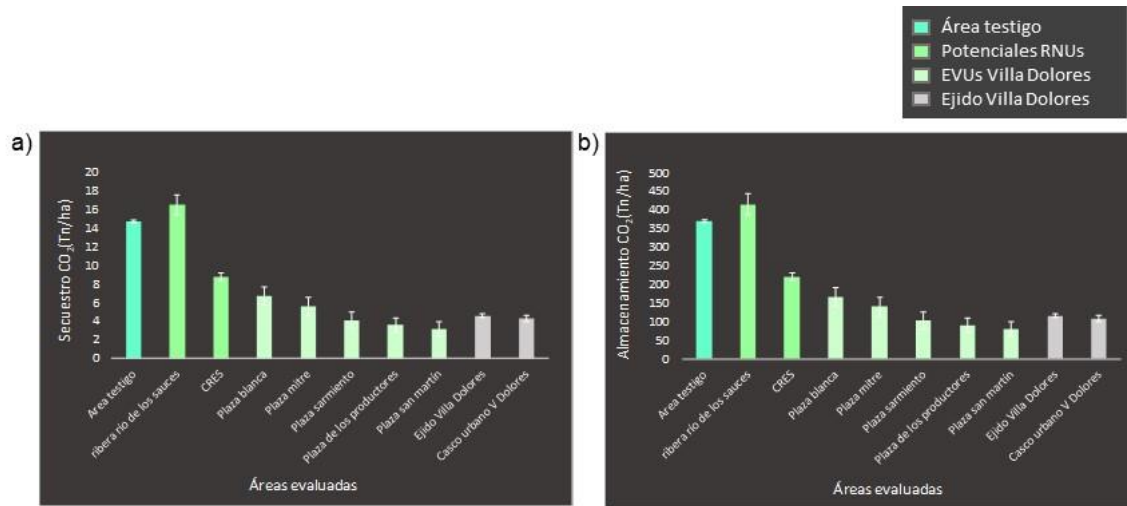 Área testigo
Potenciales RNUs
EVUs Villa Dolores
Ejido Villa Dolores
a)
Secuestro CO₂(Tn/ha)
20
18
16
14
12
10
8
6
4
2
0
Area testigo
ribera río de los sauces
CRES
Plaza blanca
Plaza mitre
Plaza sarmiento
Plaza de los productores
Plaza san martín
Ejido Villa Dolores
Casco urbano V Dolores
Áreas evaluadas
b)
Almacenamiento CO₂(Tn/ha)
500
450
400
350
300
250
200
150
100
50
0
Area testigo
ribera río de los sauces
CRES
Plaza blanca
Plaza mitre
Plaza sarmiento
Plaza de los productores
Plaza san martín
Ejido Villa Dolores
Casco urbano V Dolores
Áreas evaluadas